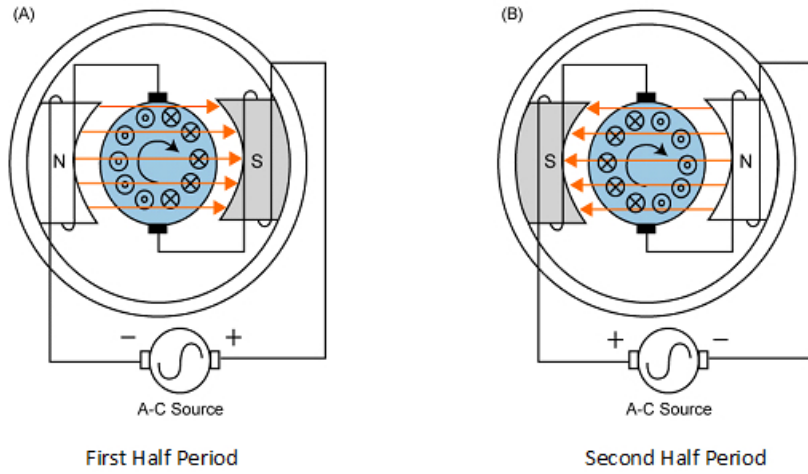 (A)
(B)
N
S
S
N
− +
+ −
A-C Source
A-C Source
First Half Period
Second Half Period